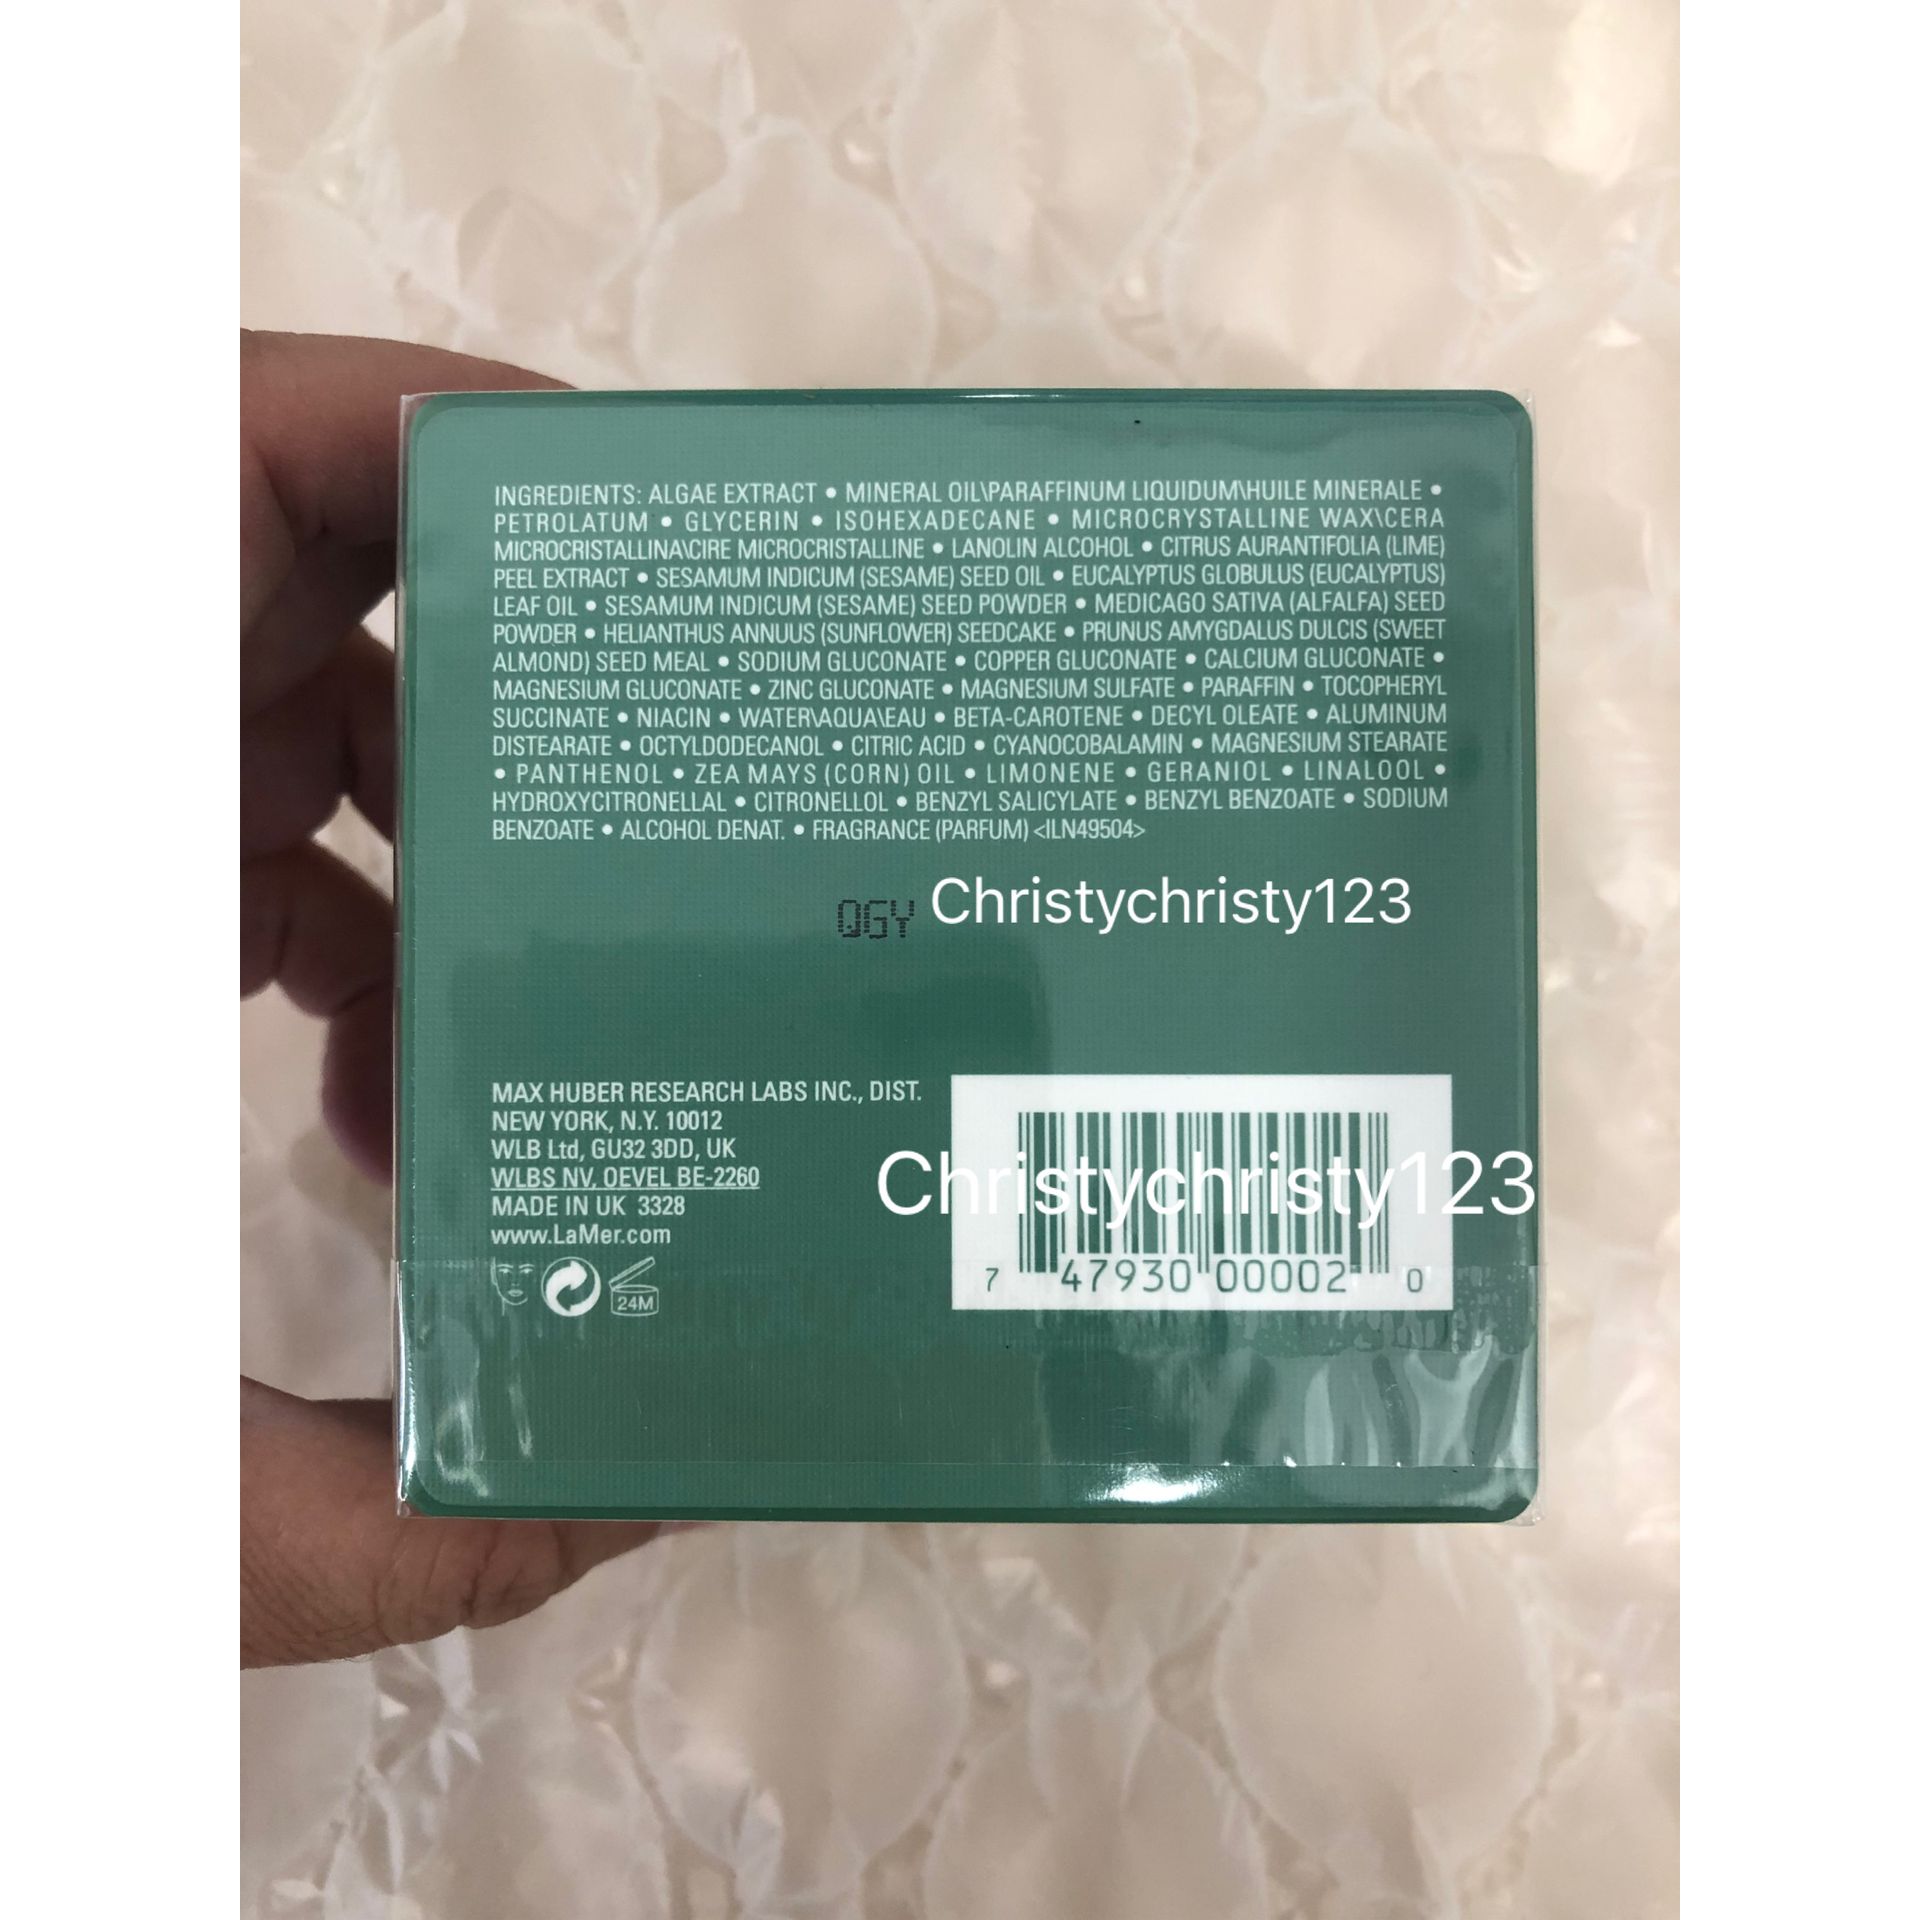 INGREDIENTS: ALGAE EXTRACT • MINERAL OIL\PARAFFINUM LIQUIDUM\HUILE MINERALE •
PETROLATUM • GLYCERIN • ISOHEXADECANE • MICROCRYSTALLINE WAX\CERA
MICROCRISTALLINA\CIRE MICROCRISTALLINE • LANOLIN ALCOHOL • CITRUS AURANTIFOLIA (LIME)
PEEL EXTRACT • SESAMUM INDICUM (SESAME) SEED OIL • EUCALYPTUS GLOBULUS (EUCALYPTUS)
LEAF OIL • SESAMUM INDICUM (SESAME) SEED POWDER • MEDICAGO SATIVA (ALFALFA) SEED
POWDER • HELIANTHUS ANNUUS (SUNFLOWER) SEEDCAKE • PRUNUS AMYGDALUS DULCIS (SWEET
ALMOND) SEED MEAL • SODIUM GLUCONATE • COPPER GLUCONATE • CALCIUM GLUCONATE •
MAGNESIUM GLUCONATE • ZINC GLUCONATE • MAGNESIUM SULFATE • PARAFFIN • TOCOPHERYL
SUCCINATE • NIACIN • WATER\AQUA\EAU • BETA-CAROTENE • DECYL OLEATE • ALUMINUM
DISTEARATE • OCTYLDODECANOL • CITRIC ACID • CYANOCOBALAMIN • MAGNESIUM STEARATE
• PANTHENOL • ZEA MAYS (CORN) OIL • LIMONENE • GERANIOL • LINALOOL •
HYDROXYCITRONELLAL • CITRONELLOL • BENZYL SALICYLATE • BENZYL BENZOATE • SODIUM
BENZOATE • ALCOHOL DENAT. • FRAGRANCE (PARFUM) <ILN49504>
QGY Christychristy123
MAX HUBER RESEARCH LABS INC., DIST.
NEW YORK, N.Y. 10012
WLB Ltd, GU32 3DD, UK
WLBS NV, OEVEL BE-2260
MADE IN UK 3328
www.LaMer.com
24M
Christychristy123
7 47930 00002 0